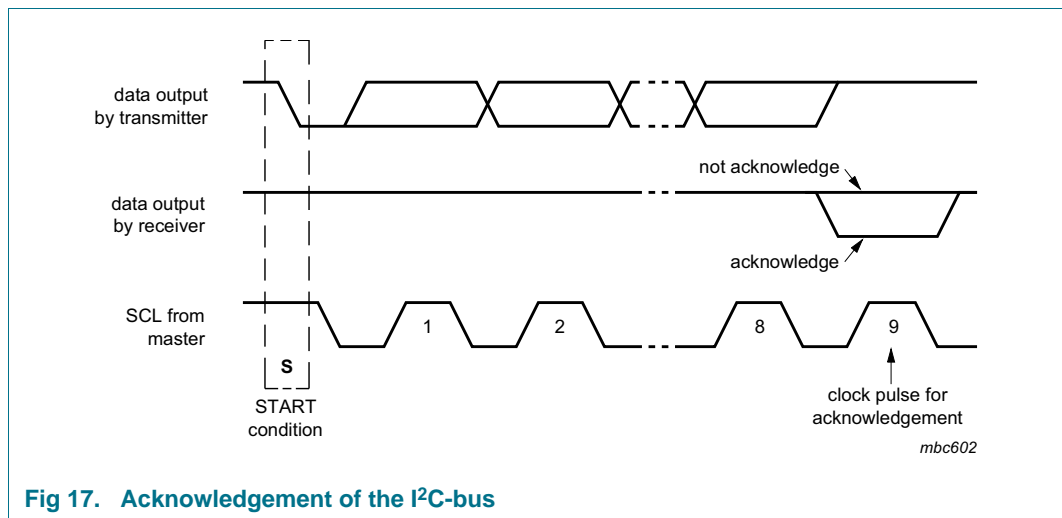 data output
by transmitter
not acknowledge
data output
by receiver
acknowledge
SCL from
master
1
2
8
9
S
START
condition
clock pulse for
acknowledgement
mbc602
Fig 17. Acknowledgement of the I²C-bus